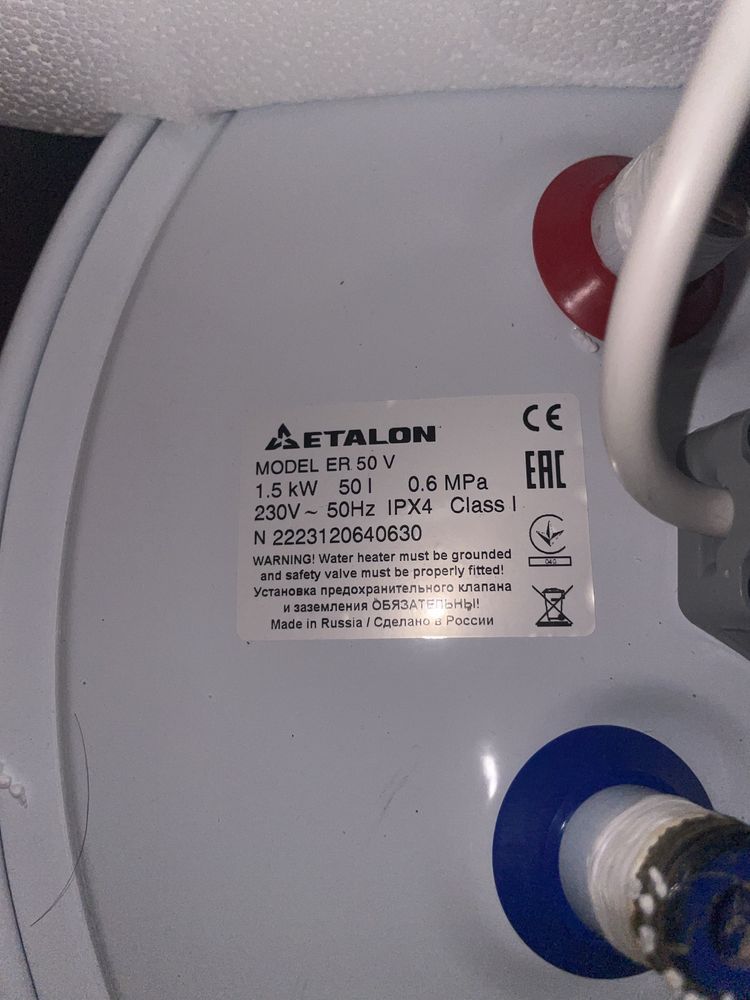 ETALON
CE
MODEL ER 50 V
EAC
1.5 kW 50 l 0.6 MPa
230V ~ 50Hz IPX4 Class I
N 2223120640630
040
WARNING! Water heater must be grounded
and safety valve must be properly fitted!
Установка предохранительного клапана
и заземления ОБЯЗАТЕЛЬНЫ!
Made in Russia / Сделано в России